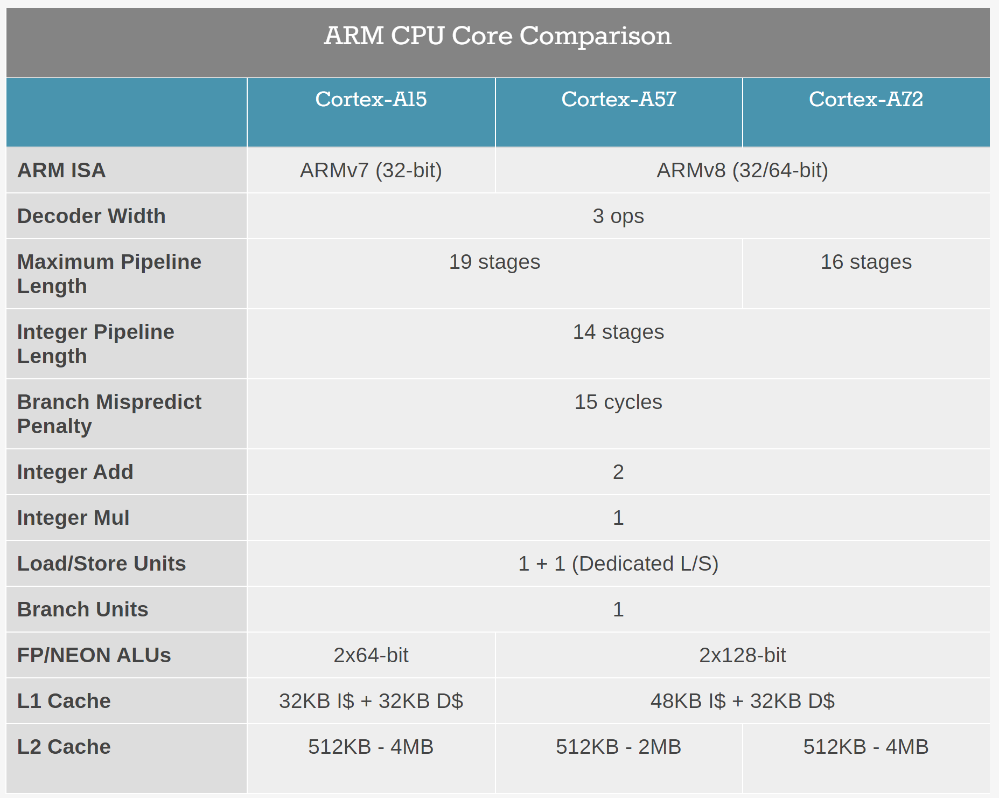 ARM CPU Core Comparison
Cortex-A15 Cortex-A57 Cortex-A72
ARM ISA ARMv7 (32-bit) ARMv8 (32/64-bit)
Decoder Width 3 ops
Maximum Pipeline 19 stages 16 stages
Length
Integer Pipeline 14 stages
Length
Branch Mispredict 15 cycles
Penalty
Integer Add 2
Integer Mul 1
Load/Store Units 1 + 1 (Dedicated L/S)
Branch Units 1
FP/NEON ALUs 2x64-bit 2x128-bit
L1 Cache 32KB I$ + 32KB D$ 48KB I$ + 32KB D$
L2 Cache 512KB - 4MB 512KB - 2MB 512KB - 4MB